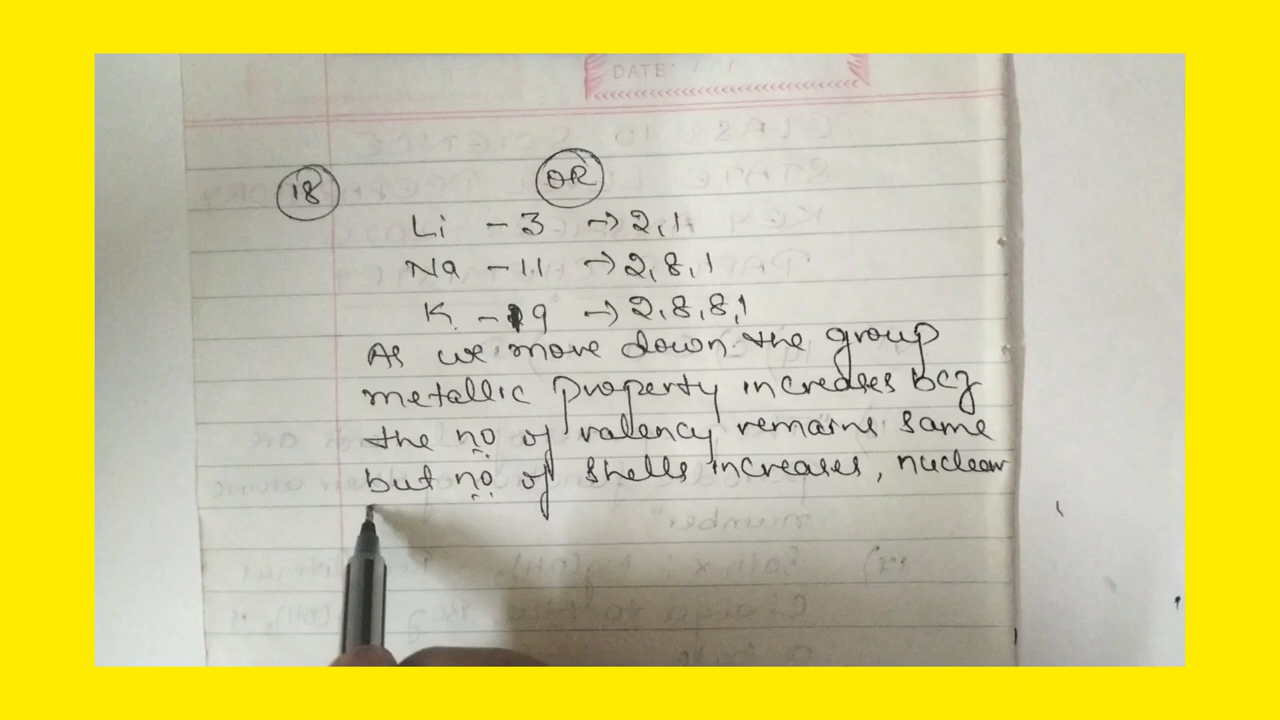 DATE: / /
18 OR
Li - 3 → 2,1
Na - 11 → 2,8,1
K - 19 → 2,8,8,1
As we move down the group
metallic property increases bcz
the no of valency remains same
but no of shells increases, nuclear